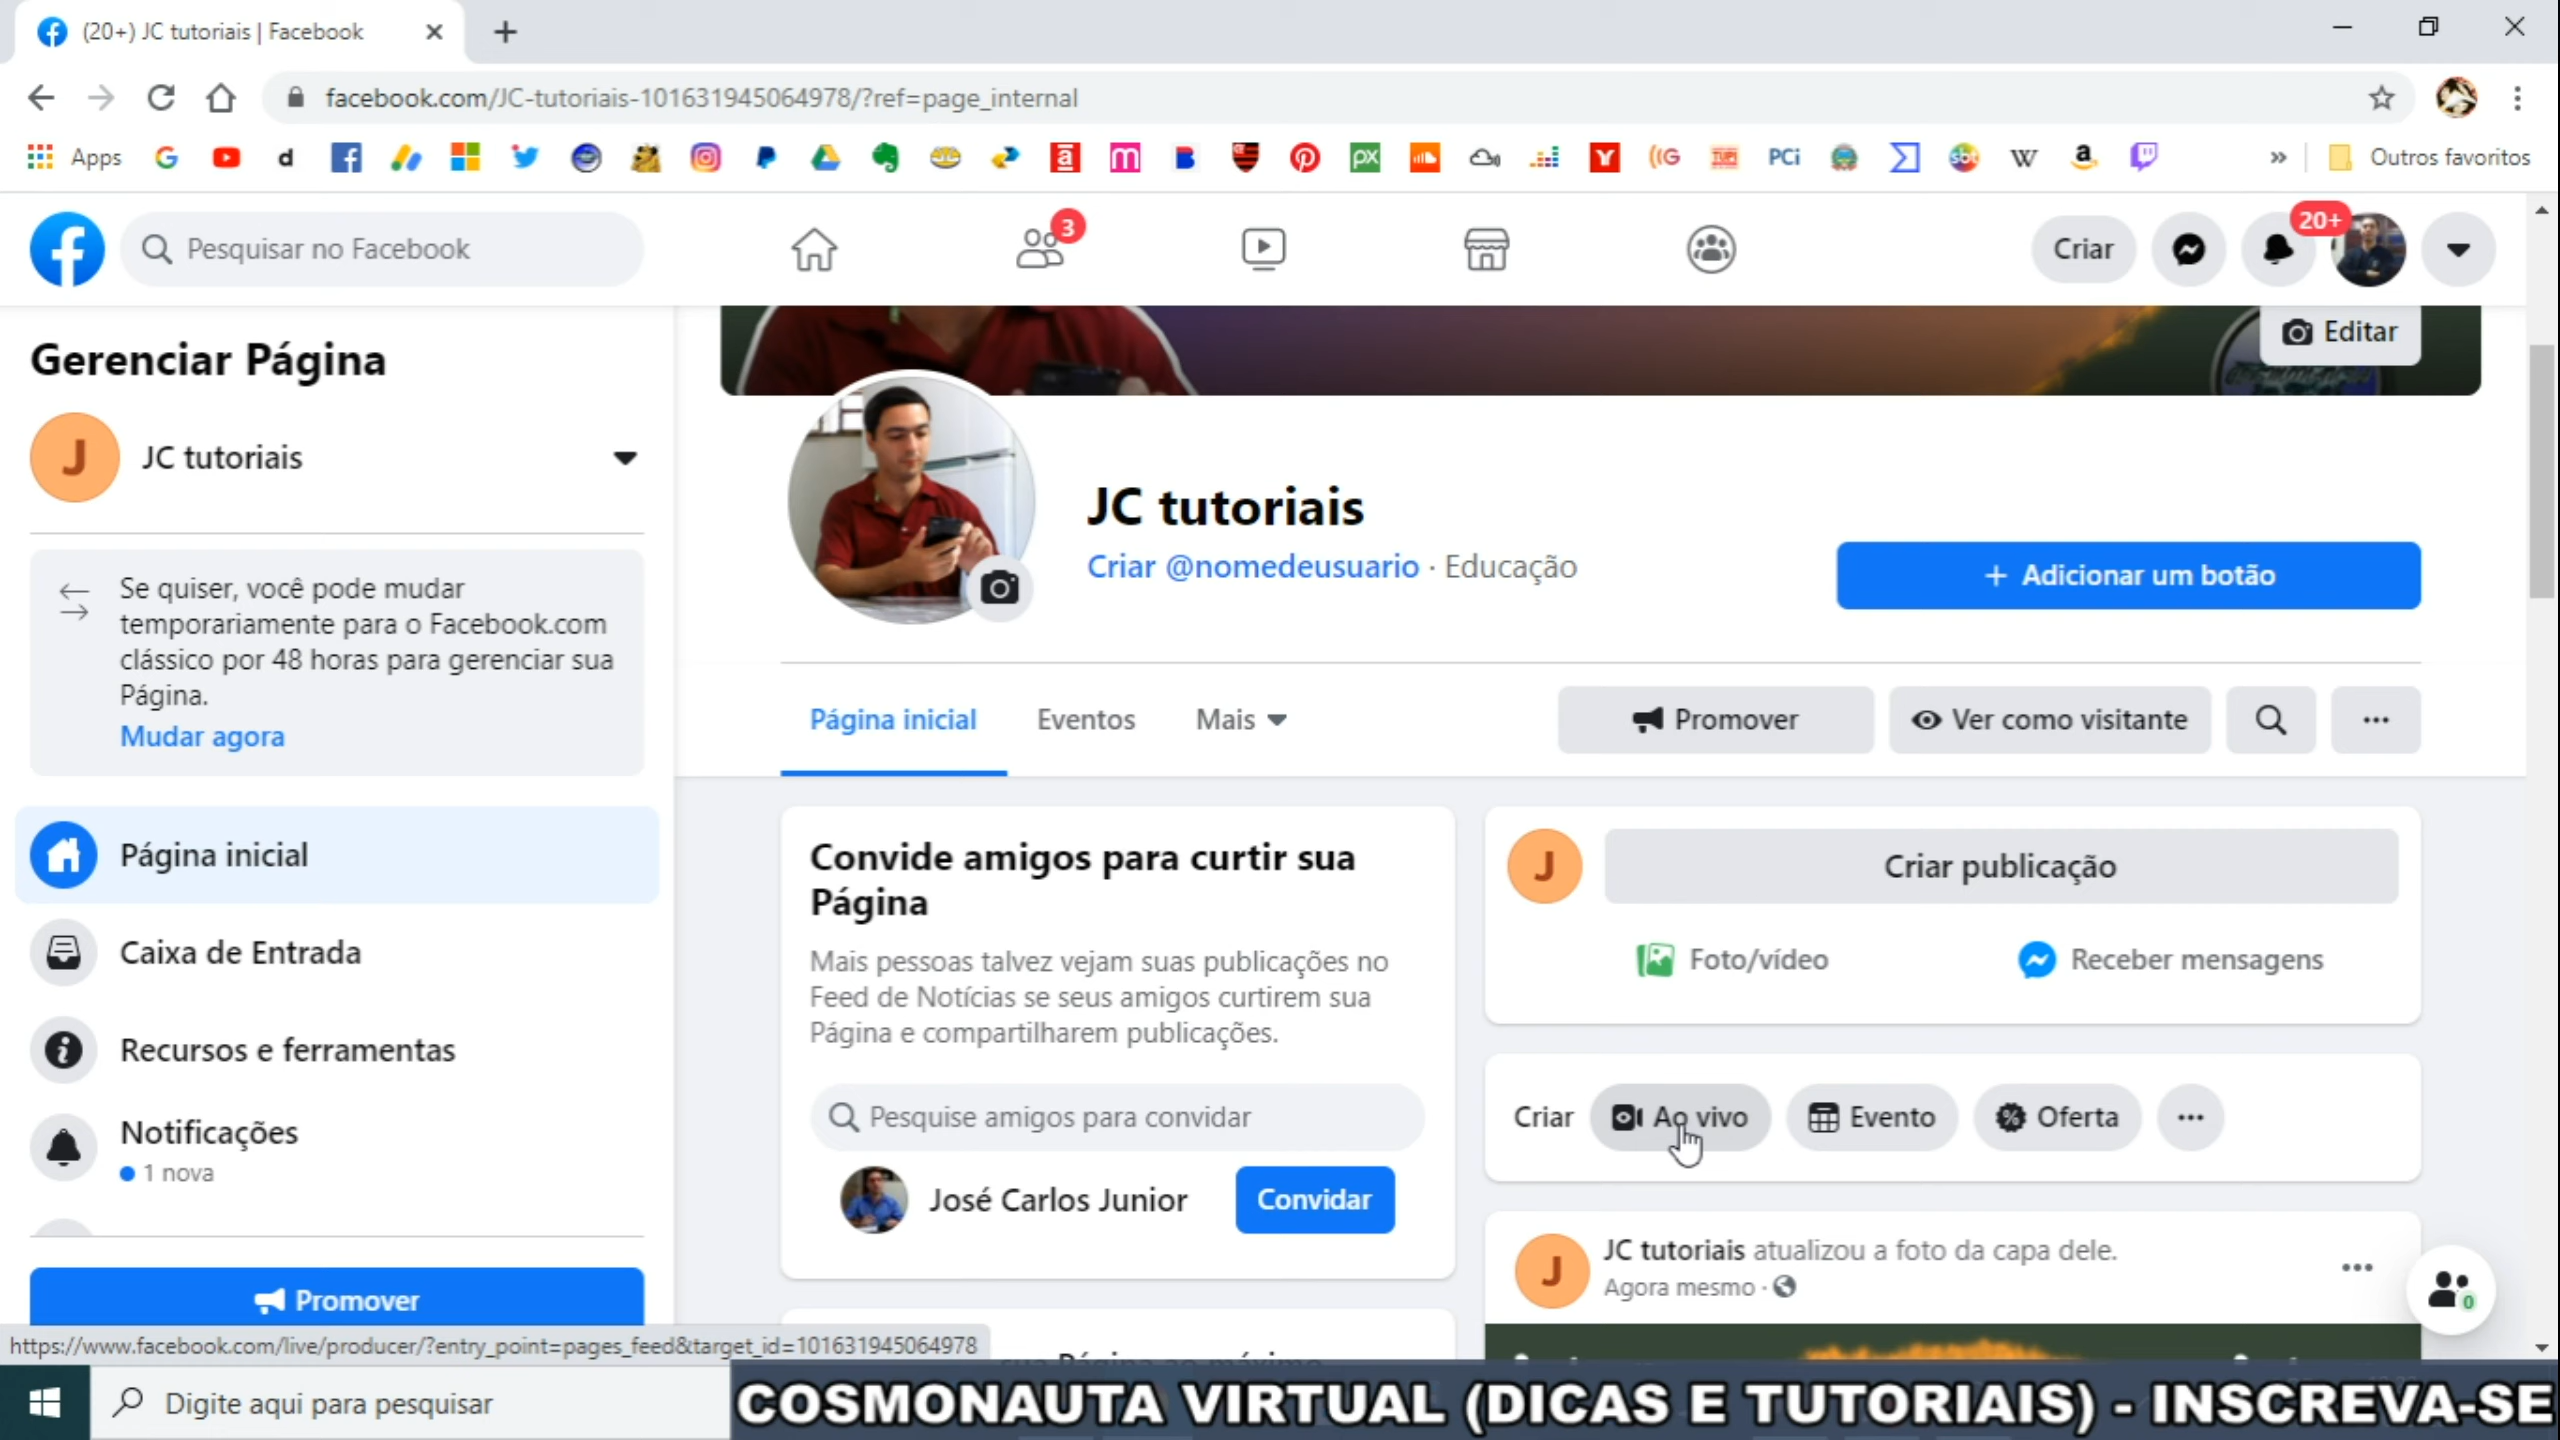 (20+) JC tutoriais | Facebook
facebook.com/JC-tutoriais-101631945064978/?ref=page_internal
Apps
Outros favoritos
Pesquisar no Facebook
3
Criar
20+
Gerenciar Página
J
JC tutoriais
Se quiser, você pode mudar
temporariamente para o Facebook.com
clássico por 48 horas para gerenciar sua
Página.
Mudar agora
Página inicial
Caixa de Entrada
Recursos e ferramentas
Notificações
1 nova
Promover
Editar
JC tutoriais
Criar @nomedeusuario · Educação
+ Adicionar um botão
Página inicial
Eventos
Mais
Promover
Ver como visitante
Convide amigos para curtir sua
Página
Mais pessoas talvez vejam suas publicações no
Feed de Notícias se seus amigos curtirem sua
Página e compartilharem publicações.
Pesquise amigos para convidar
José Carlos Junior
Convidar
J
Criar publicação
Foto/vídeo
Receber mensagens
Criar
Ao vivo
Evento
Oferta
J
JC tutoriais atualizou a foto da capa dele.
Agora mesmo ·
0
https://www.facebook.com/live/producer/?entry_point=pages_feed&target_id=101631945064978
Digite aqui para pesquisar
COSMONAUTA VIRTUAL (DICAS E TUTORIAIS) - INSCREVA-SE